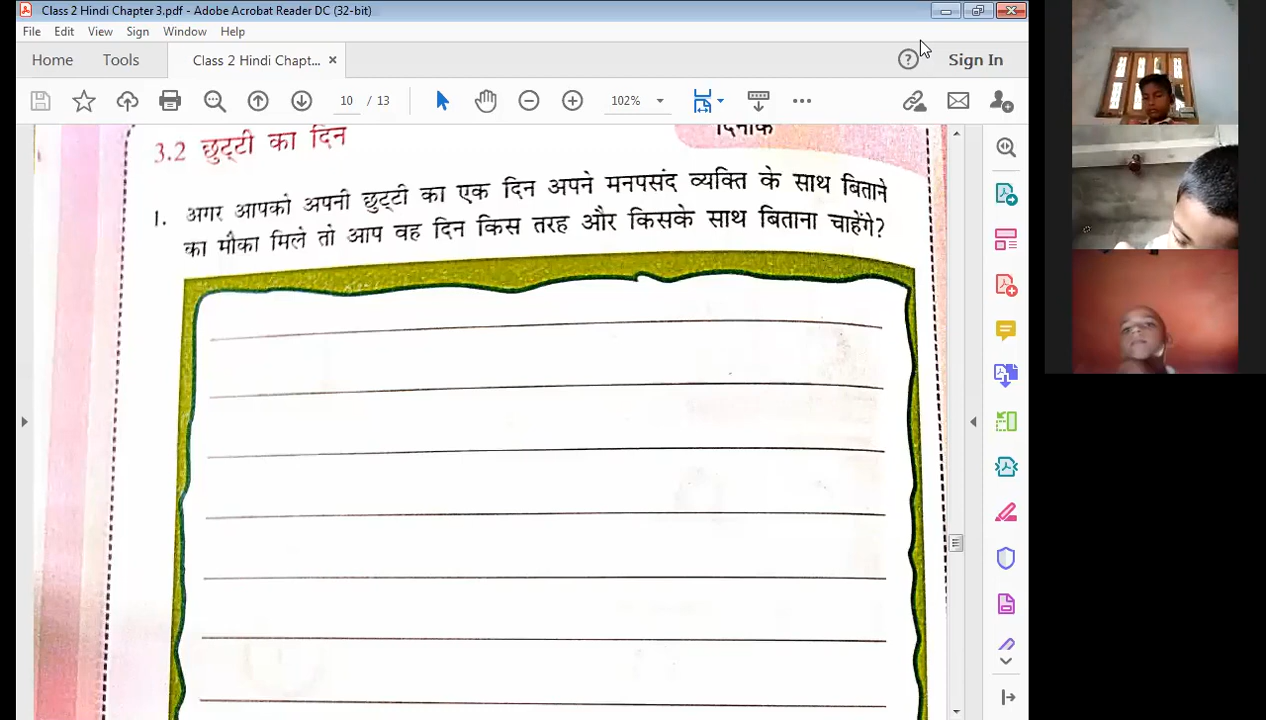 Class 2 Hindi Chapter 3.pdf - Adobe Acrobat Reader DC (32-bit)
File Edit View Sign Window Help
Home Tools Class 2 Hindi Chapt... × ? Sign In
10 / 13 102%
3.2 छुट्टी का दिन
दिनांक
1. अगर आपको अपनी छुट्टी का एक दिन अपने मनपसंद व्यक्ति के साथ बिताने
का मौका मिले तो आप वह दिन किस तरह और किसके साथ बिताना चाहेंगे?